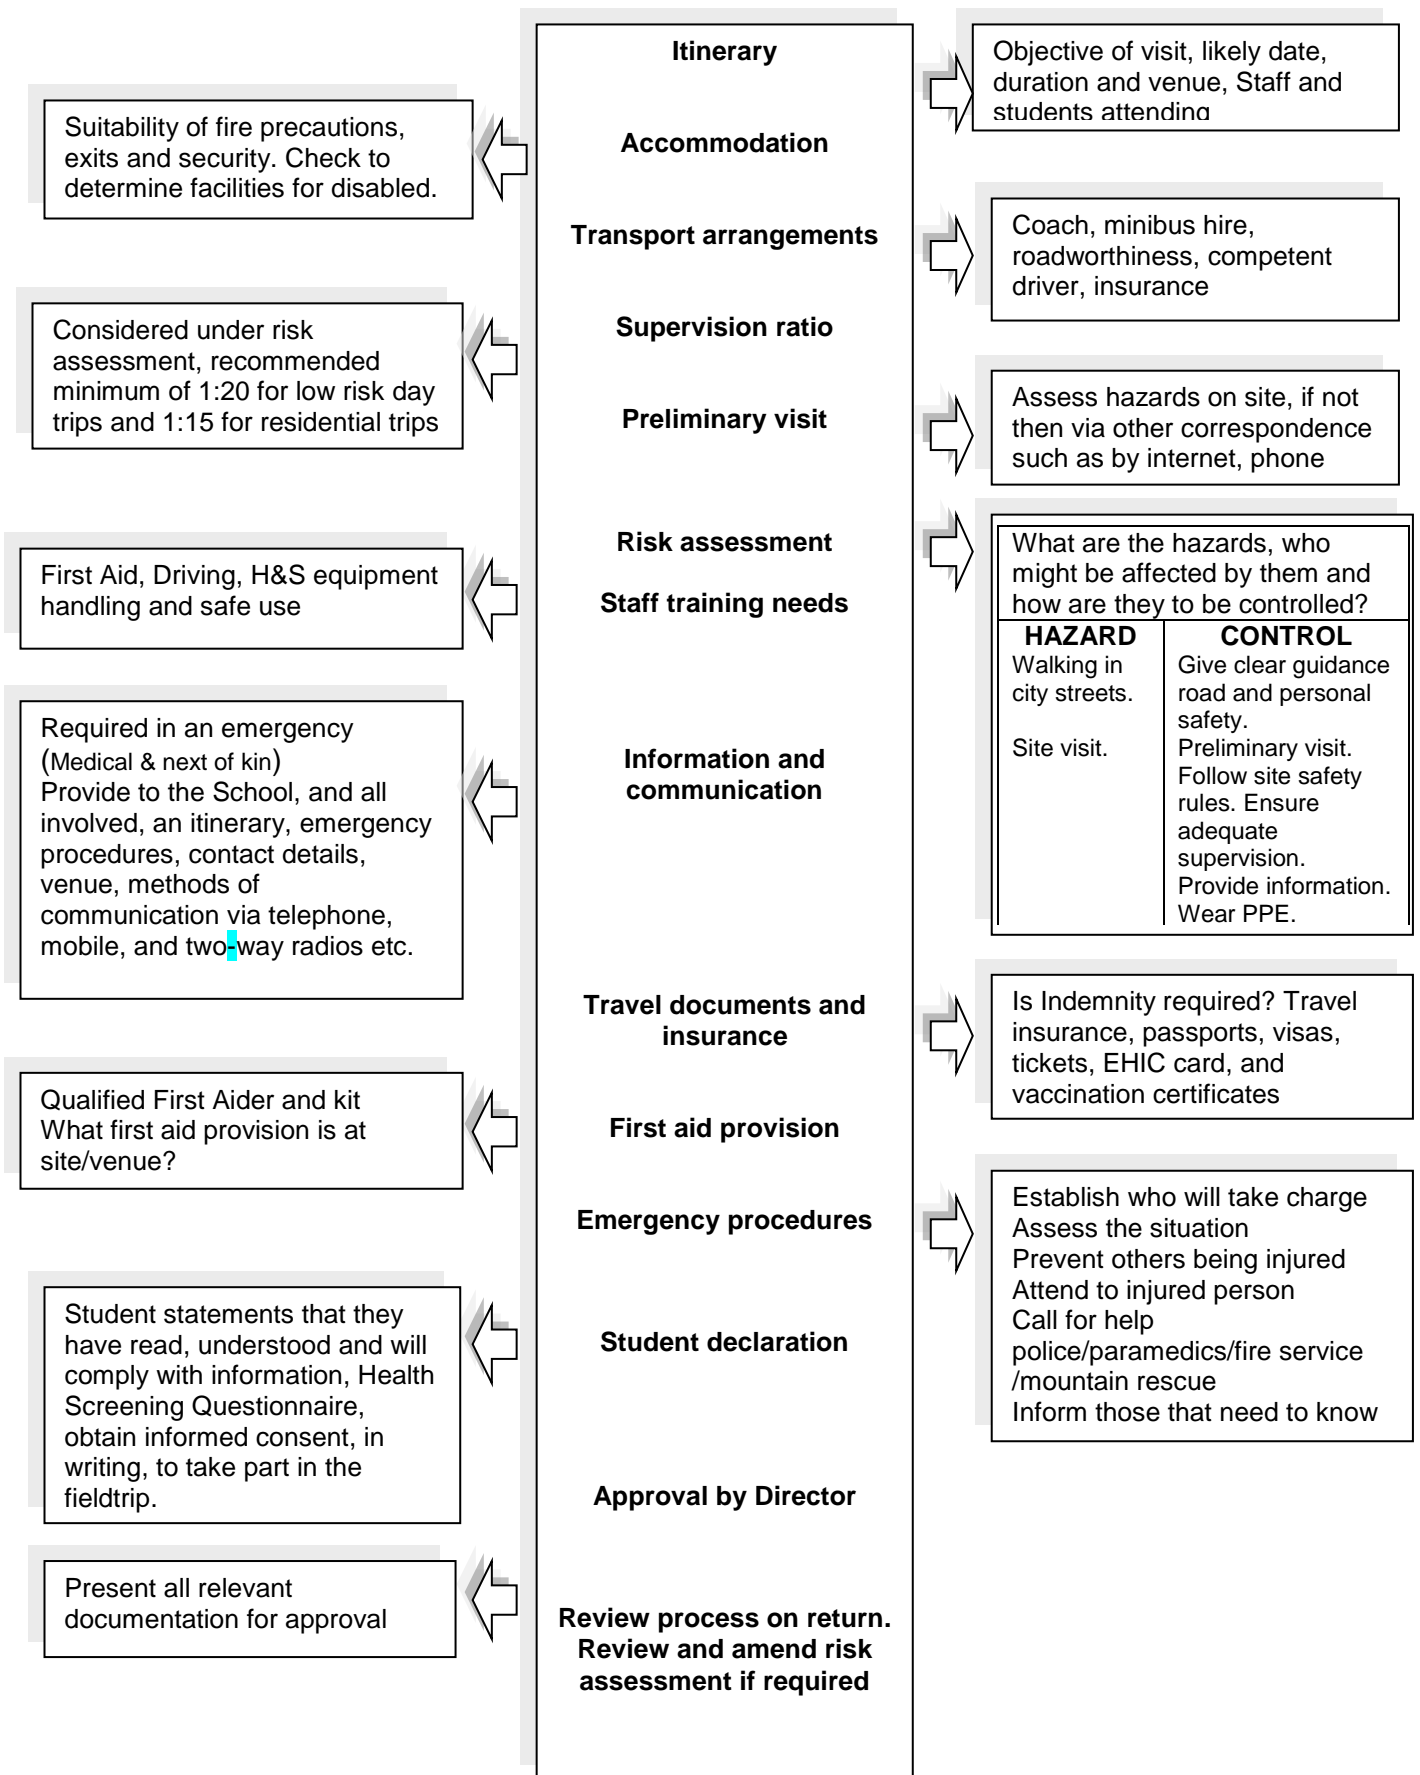 Itinerary
Objective of visit, likely date,
duration and venue, Staff and
students attending
Suitability of fire precautions,
exits and security. Check to
determine facilities for disabled.
Accommodation
Transport arrangements
Coach, minibus hire,
roadworthiness, competent
driver, insurance
Considered under risk
assessment, recommended
minimum of 1:20 for low risk day
trips and 1:15 for residential trips
Supervision ratio
Preliminary visit
Assess hazards on site, if not
then via other correspondence
such as by internet, phone
Risk assessment
What are the hazards, who
might be affected by them and
how are they to be controlled?
HAZARD
Walking in
city streets.
Site visit.
CONTROL
Give clear guidance
road and personal
safety.
Preliminary visit.
Follow site safety
rules. Ensure
adequate
supervision.
Provide information.
Wear PPE.
First Aid, Driving, H&S equipment
handling and safe use
Staff training needs
Required in an emergency
(Medical & next of kin)
Provide to the School, and all
involved, an itinerary, emergency
procedures, contact details,
venue, methods of
communication via telephone,
mobile, and two-way radios etc.
Information and
communication
Travel documents and
insurance
Is Indemnity required? Travel
insurance, passports, visas,
tickets, EHIC card, and
vaccination certificates
Qualified First Aider and kit
What first aid provision is at
site/venue?
First aid provision
Emergency procedures
Establish who will take charge
Assess the situation
Prevent others being injured
Attend to injured person
Call for help
police/paramedics/fire service
/mountain rescue
Inform those that need to know
Student statements that they
have read, understood and will
comply with information, Health
Screening Questionnaire,
obtain informed consent, in
writing, to take part in the
fieldtrip.
Student declaration
Approval by Director
Present all relevant
documentation for approval
Review process on return.
Review and amend risk
assessment if required